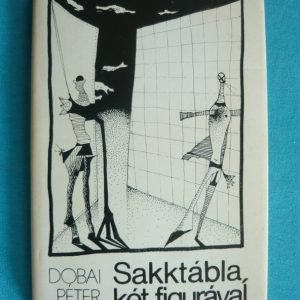 DOBAI
PÉTER
Sakktábla
két figurával